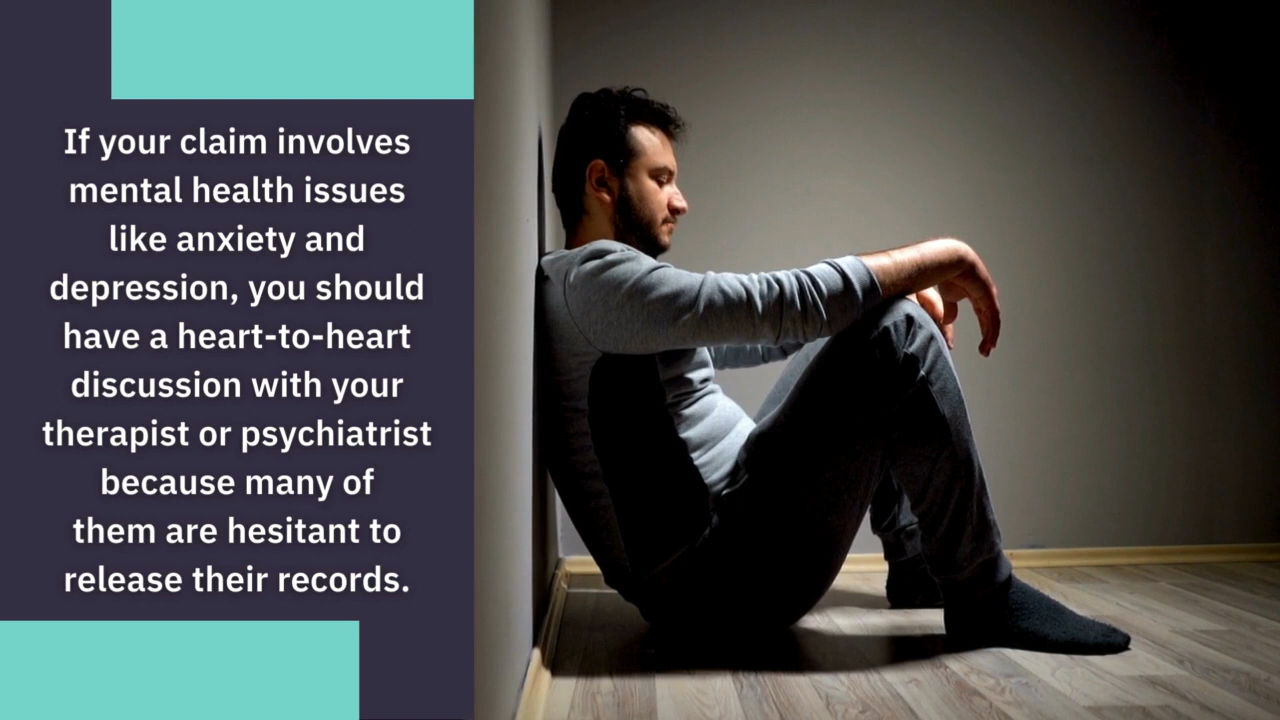 If your claim involves
mental health issues
like anxiety and
depression, you should
have a heart-to-heart
discussion with your
therapist or psychiatrist
because many of
them are hesitant to
release their records.